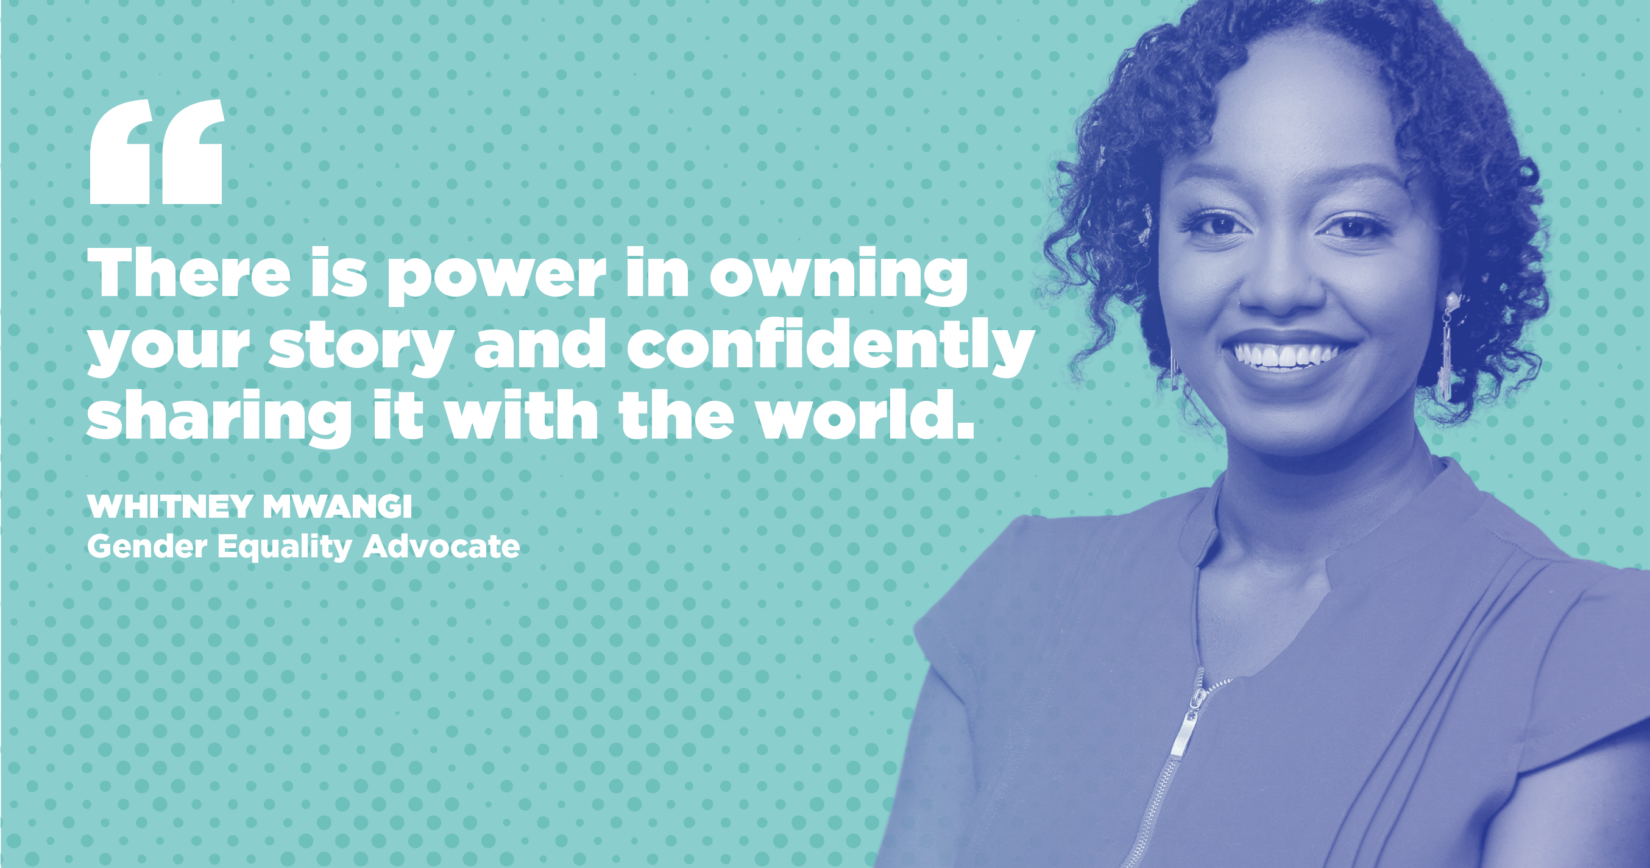 “
There is power in owning
your story and confidently
sharing it with the world.
WHITNEY MWANGI
Gender Equality Advocate